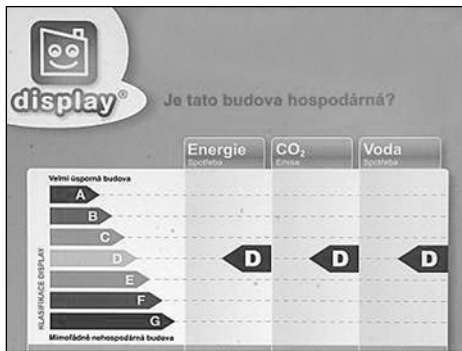 display®
Je tato budova hospodárná?
Energie
Spotřeba
CO₂
Emise
Voda
Spotřeba
Velmi úsporná budova
KLASIFIKACE DISPLAY
A
B
C
D
D
D
D
E
F
G
Mimořádně nehospodárná budova